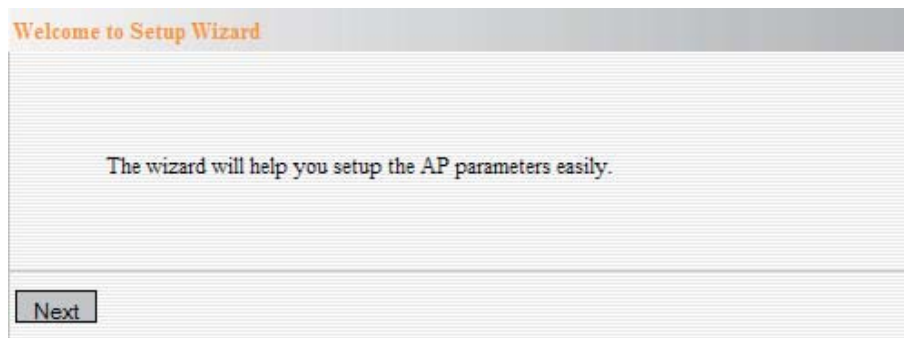 Welcome to Setup Wizard
The wizard will help you setup the AP parameters easily.
Next